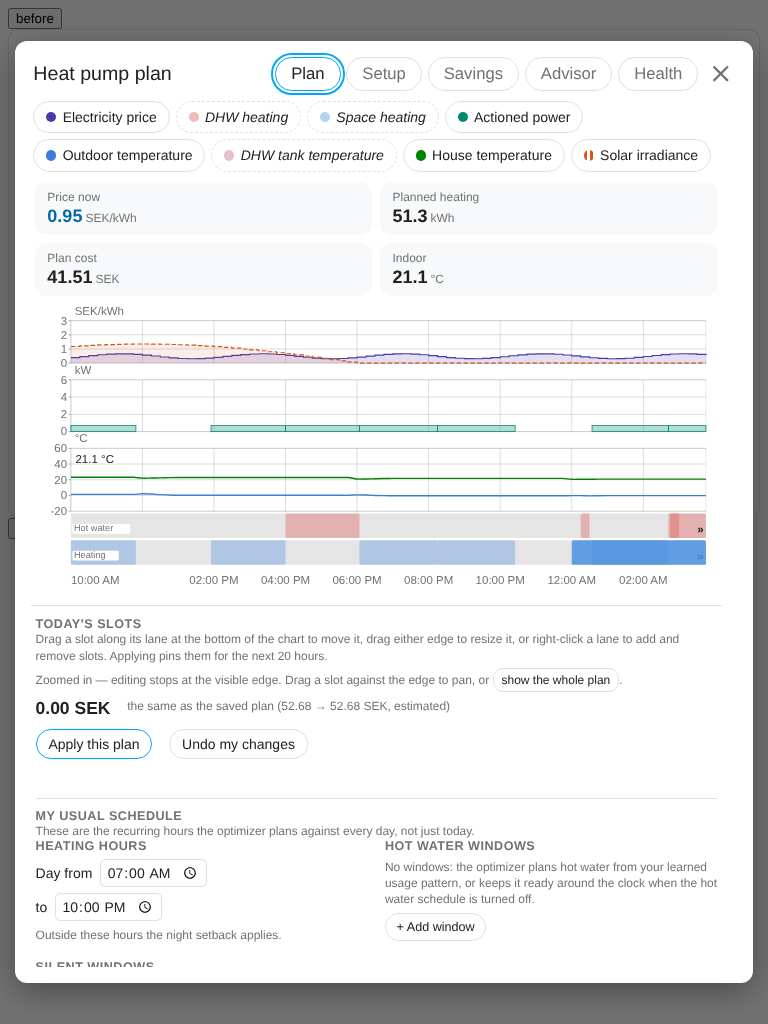 before
Heat pump plan
Plan
Setup
Savings
Advisor
Health
Electricity price
DHW heating
Space heating
Actioned power
Outdoor temperature
DHW tank temperature
House temperature
Solar irradiance
Price now
0.95 SEK/kWh
Planned heating
51.3 kWh
Plan cost
41.51 SEK
Indoor
21.1 °C
SEK/kWh
3
2
1
0
kW
6
4
2
0
°C
60
21.1 °C
40
20
0
-20
Hot water
»
Heating
»
10:00 AM 02:00 PM 04:00 PM 06:00 PM 08:00 PM 10:00 PM 12:00 AM 02:00 AM
TODAY'S SLOTS
Drag a slot along its lane at the bottom of the chart to move it, drag either edge to resize it, or right-click a lane to add and
remove slots. Applying pins them for the next 20 hours.
Zoomed in — editing stops at the visible edge. Drag a slot against the edge to pan, or show the whole plan.
0.00 SEK the same as the saved plan (52.68 → 52.68 SEK, estimated)
Apply this plan
Undo my changes
MY USUAL SCHEDULE
These are the recurring hours the optimizer plans against every day, not just today.
HEATING HOURS
Day from 07:00 AM
to 10:00 PM
Outside these hours the night setback applies.
HOT WATER WINDOWS
No windows: the optimizer plans hot water from your learned
usage pattern, or keeps it ready around the clock when the hot
water schedule is turned off.
+ Add window
SILENT WINDOWS